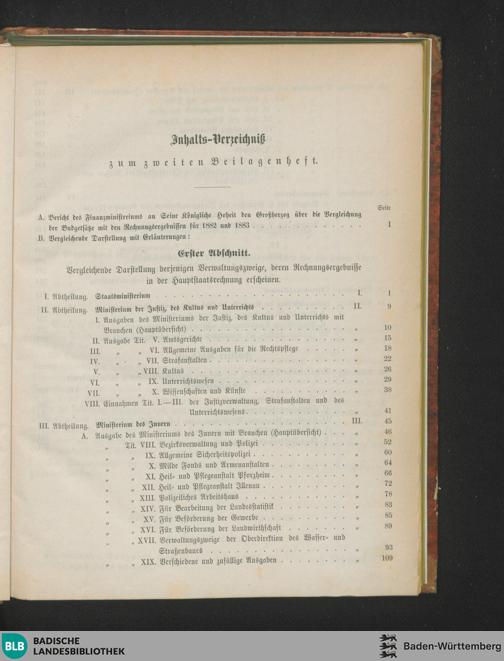 Inhalts-Verzeichniß
zum zweiten Beilagenheft.
Seite
A. Bericht des Finanzministeriums an Seine Königliche Hoheit den Großherzog über die Vergleichung
der Budgetsätze mit den Rechnungsergebnissen für 1882 und 1883 . . . I
B. Vergleichende Darstellung mit Erläuterungen:
Erster Abschnitt.
Vergleichende Darstellung derjenigen Verwaltungszweige, deren Rechnungsergebnisse
in der Hauptstaatsrechnung erscheinen.
I. Abtheilung. Staatsministerium . . . I. 1
II. Abtheilung. Ministerium der Justiz, des Kultus und Unterrichts . . . II. 9
I. Ausgaben des Ministeriums der Justiz, des Kultus und Unterrichts mit
Branchen (Hauptübersicht) . . . „ 10
II. Ausgabe Tit. V. Amtsgerichte . . . „ 15
III. „ „ VI. Allgemeine Ausgaben für die Rechtspflege . . . „ 18
IV. „ „ VII. Strafanstalten . . . „ 22
V. „ „ VIII. Kultus . . . „ 26
VI. „ „ IX. Unterrichtswesen . . . „ 29
VII. „ „ X. Wissenschaften und Künste . . . „ 38
VIII. Einnahmen Tit. I.—III. der Justizverwaltung, Strafanstalten und des
Unterrichtswesens . . . „ 41
III. Abtheilung. Ministerium des Innern . . . III. 45
A. Ausgabe des Ministeriums des Innern mit Branchen (Hauptübersicht) . . . „ 46
„ Tit. VIII. Bezirksverwaltung und Polizei . . . „ 52
„ „ IX. Allgemeine Sicherheitspolizei . . . „ 60
„ „ X. Milde Fonds und Armenanstalten . . . „ 64
„ „ XI. Heil- und Pflegeanstalt Pforzheim . . . „ 66
„ „ XII. Heil- und Pflegeanstalt Illenau . . . „ 72
„ „ XIII. Polizeiliches Arbeitshaus . . . „ 78
„ „ XIV. Für Bearbeitung der Landesstatistik . . . „ 83
„ „ XV. Für Beförderung der Gewerbe . . . „ 85
„ „ XVI. Für Beförderung der Landwirthschaft . . . „ 89
„ „ XVII. Verwaltungszweige der Oberdirektion des Wasser- und
Straßenbaues . . . „ 93
„ „ XIX. Verschiedene und zufällige Ausgaben . . . „ 109
BLB BADISCHE
LANDESBIBLIOTHEK
Baden-Württemberg